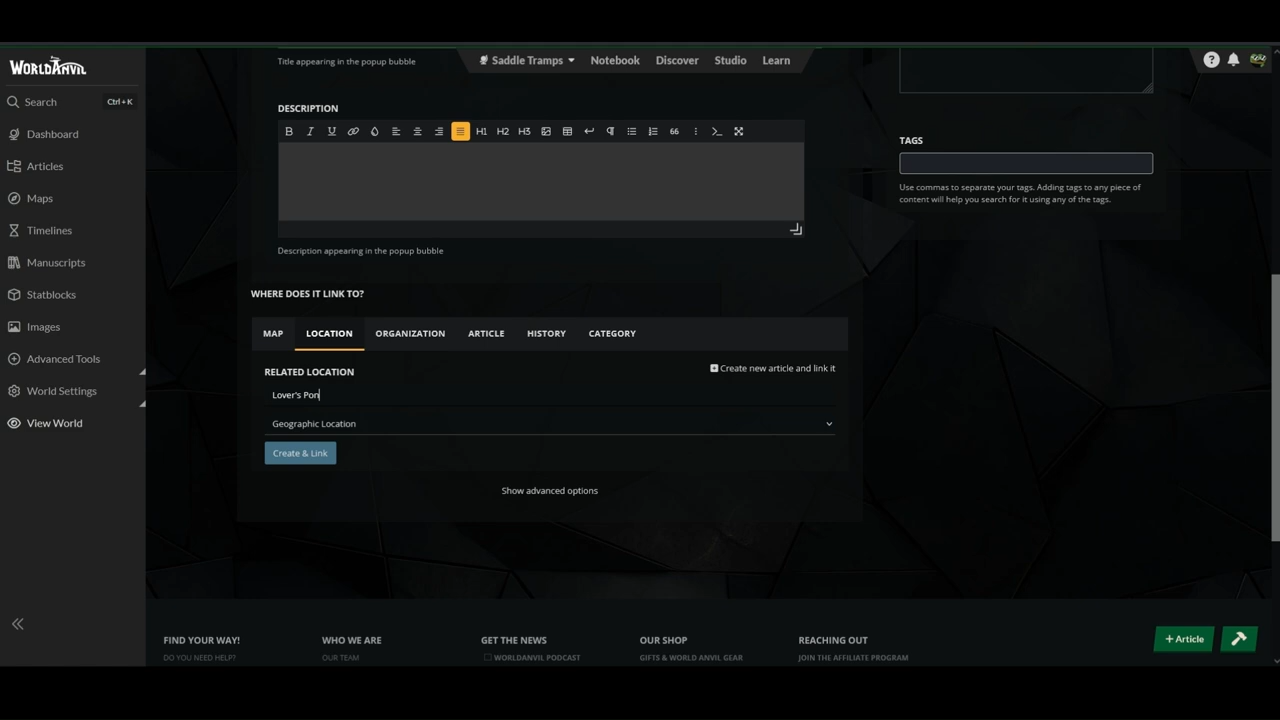 WORLDANVIL
Search
Ctrl+K
Dashboard
Articles
Maps
Timelines
Manuscripts
Statblocks
Images
Advanced Tools
World Settings
View World
Saddle Tramps
Notebook
Discover
Studio
Learn
Title appearing in the popup bubble
DESCRIPTION
B I U H1 H2 H3 66
Description appearing in the popup bubble
TAGS
Use commas to separate your tags. Adding tags to any piece of
content will help you search for it using any of the tags.
WHERE DOES IT LINK TO?
MAP LOCATION ORGANIZATION ARTICLE HISTORY CATEGORY
RELATED LOCATION
Create new article and link it
Lover's Pon
Geographic Location
Create & Link
Show advanced options
+ Article
FIND YOUR WAY! WHO WE ARE GET THE NEWS OUR SHOP REACHING OUT
DO YOU NEED HELP? OUR TEAM WORLDANVIL PODCAST GIFTS & WORLD ANVIL GEAR JOIN THE AFFILIATE PROGRAM